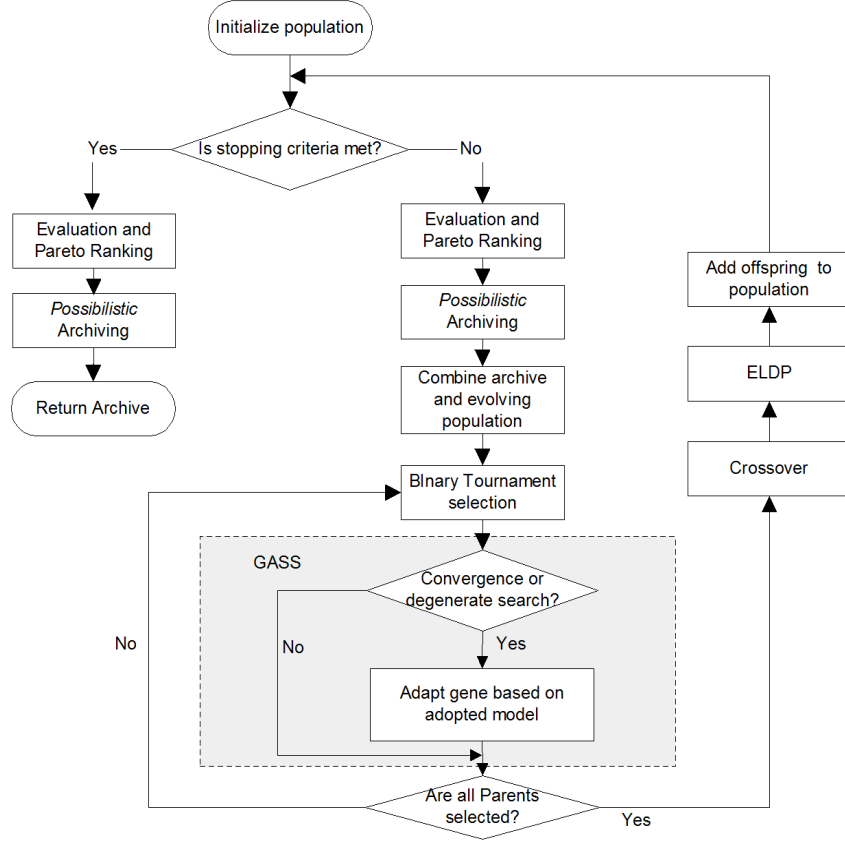 Initialize population
Is stopping criteria met?
Yes
No
Evaluation and
Pareto Ranking
Possibilistic
Archiving
Return Archive
Evaluation and
Pareto Ranking
Possibilistic
Archiving
Combine archive
and evolving
population
BInary Tournament
selection
GASS
Convergence or
degenerate search?
No
Yes
Adapt gene based on
adopted model
No
Are all Parents
selected?
Yes
Crossover
ELDP
Add offspring to
population